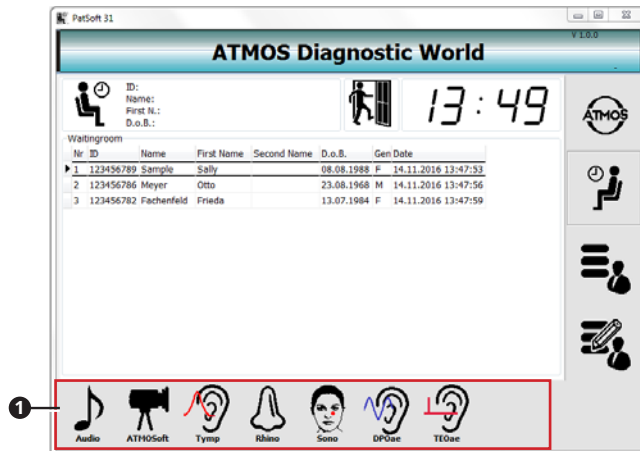 PatSoft 31
V 1.0.0
ATMOS Diagnostic World
ID:
Name:
First N.:
D.o.B.:
13:49
ATMOS
Waitingroom
Nr ID Name First Name Second Name D.o.B. Gen Date
1 123456789 Sample Sally 08.08.1988 F 14.11.2016 13:47:53
2 123456786 Meyer Otto 23.08.1968 M 14.11.2016 13:47:56
3 123456782 Fachenfeld Frieda 13.07.1984 F 14.11.2016 13:47:59
1
Audio ATMOSoft Tymp Rhino Sono DPOae TEOae